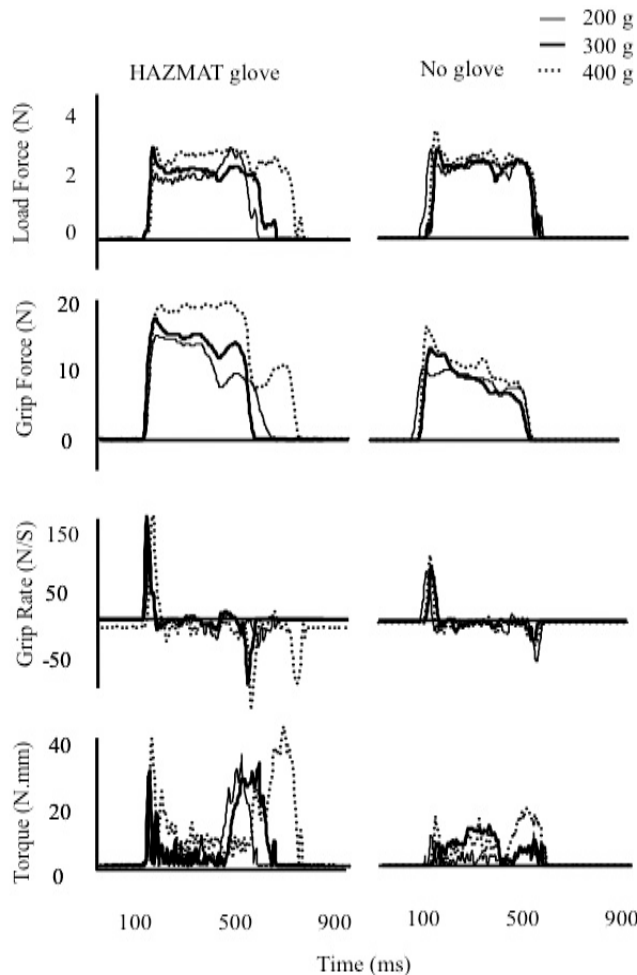 200 g
300 g
HAZMAT glove No glove 400 g
Load Force (N)
4
2
0
Grip Force (N)
20
10
0
Grip Rate (N/S)
150
50
-50
Torque (N.mm)
40
20
0
100 500 900 100 500 900
Time (ms)